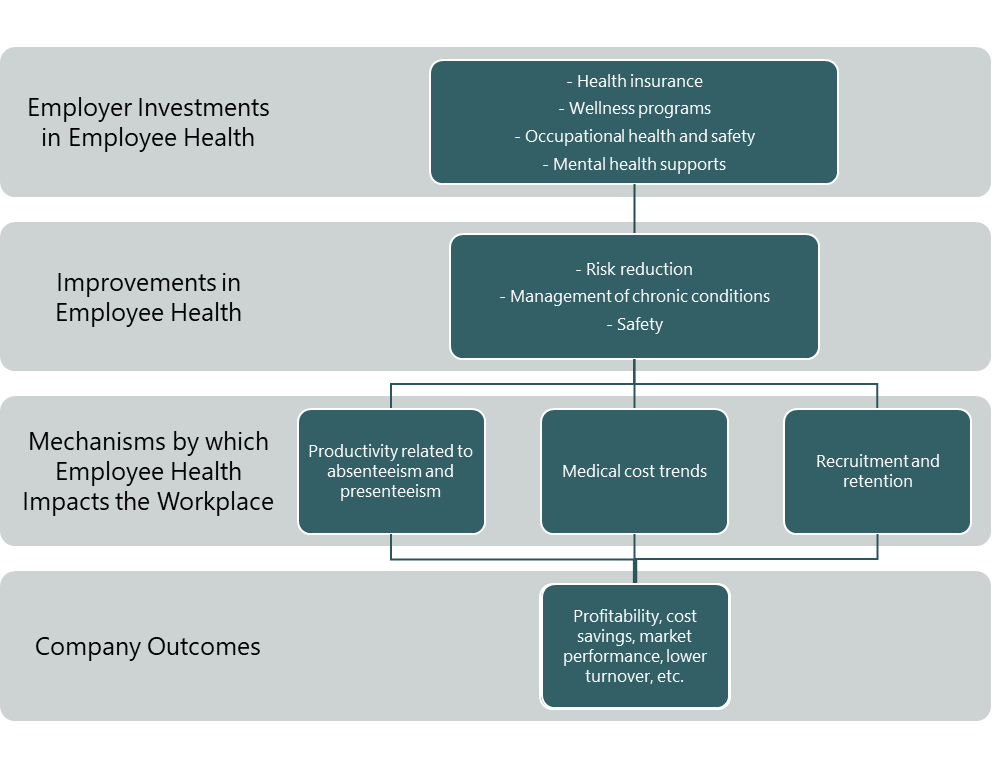 Employer Investments
in Employee Health
- Health insurance
- Wellness programs
- Occupational health and safety
- Mental health supports
Improvements in
Employee Health
- Risk reduction
- Management of chronic conditions
- Safety
Mechanisms by which
Employee Health
Impacts the Workplace
Productivity related to
absenteeism and
presenteeism
Medical cost trends
Recruitment and
retention
Company Outcomes
Profitability, cost
savings, market
performance, lower
turnover, etc.